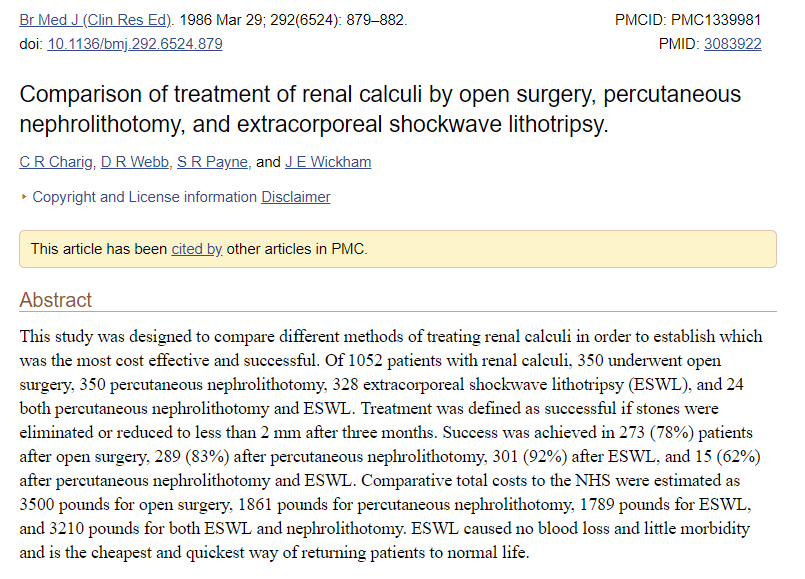 Br Med J (Clin Res Ed). 1986 Mar 29; 292(6524): 879–882.
PMCID: PMC1339981
doi: 10.1136/bmj.292.6524.879
PMID: 3083922
Comparison of treatment of renal calculi by open surgery, percutaneous
nephrolithotomy, and extracorporeal shockwave lithotripsy.
C R Charig, D R Webb, S R Payne, and J E Wickham
▸ Copyright and License information Disclaimer
This article has been cited by other articles in PMC.
Abstract
This study was designed to compare different methods of treating renal calculi in order to establish which
was the most cost effective and successful. Of 1052 patients with renal calculi, 350 underwent open
surgery, 350 percutaneous nephrolithotomy, 328 extracorporeal shockwave lithotripsy (ESWL), and 24
both percutaneous nephrolithotomy and ESWL. Treatment was defined as successful if stones were
eliminated or reduced to less than 2 mm after three months. Success was achieved in 273 (78%) patients
after open surgery, 289 (83%) after percutaneous nephrolithotomy, 301 (92%) after ESWL, and 15 (62%)
after percutaneous nephrolithotomy and ESWL. Comparative total costs to the NHS were estimated as
3500 pounds for open surgery, 1861 pounds for percutaneous nephrolithotomy, 1789 pounds for ESWL,
and 3210 pounds for both ESWL and nephrolithotomy. ESWL caused no blood loss and little morbidity
and is the cheapest and quickest way of returning patients to normal life.